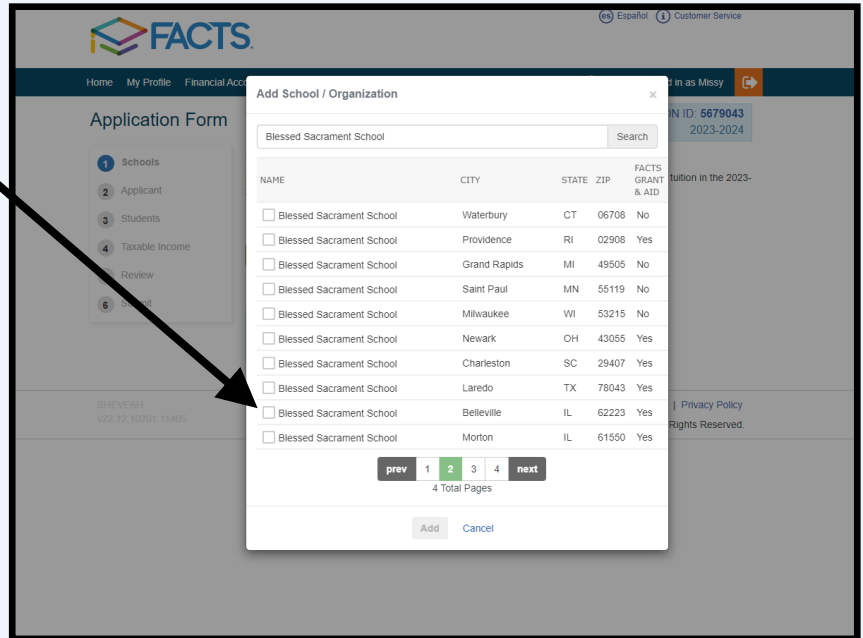 FACTS.
es Español i Customer Service
Home My Profile Financial Acco d in as Missy
Application Form
ON ID: 5679043
2023-2024
1 Schools
2 Applicant
3 Students
4 Taxable Income
Review
6 Submit
tuition in the 2023-
Add School / Organization ×
Blessed Sacrament School Search
NAME CITY STATE ZIP FACTS GRANT & AID
Blessed Sacrament School Waterbury CT 06708 No
Blessed Sacrament School Providence RI 02908 Yes
Blessed Sacrament School Grand Rapids MI 49505 No
Blessed Sacrament School Saint Paul MN 55119 No
Blessed Sacrament School Milwaukee WI 53215 No
Blessed Sacrament School Newark OH 43055 Yes
Blessed Sacrament School Charleston SC 29407 Yes
Blessed Sacrament School Laredo TX 78043 Yes
Blessed Sacrament School Belleville IL 62223 Yes
Blessed Sacrament School Morton IL 61550 Yes
prev 1 2 3 4 next
4 Total Pages
Add Cancel
v22.12.10201.11405
| Privacy Policy
Rights Reserved.